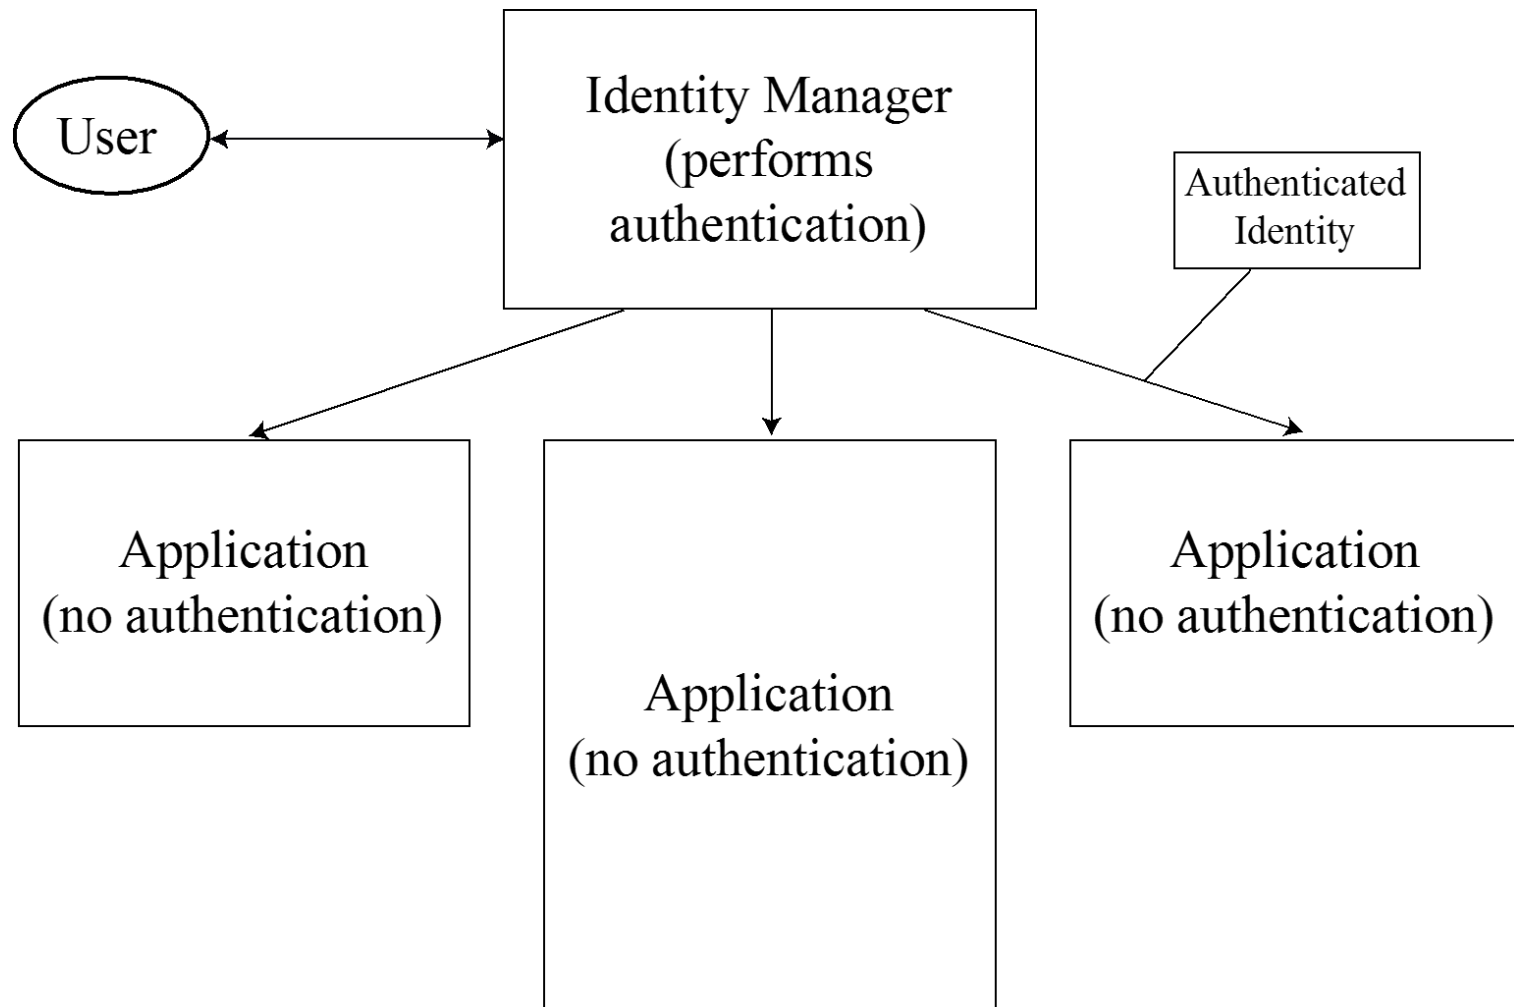 User
Identity Manager
(performs
authentication)
Authenticated
Identity
Application
(no authentication)
Application
(no authentication)
Application
(no authentication)